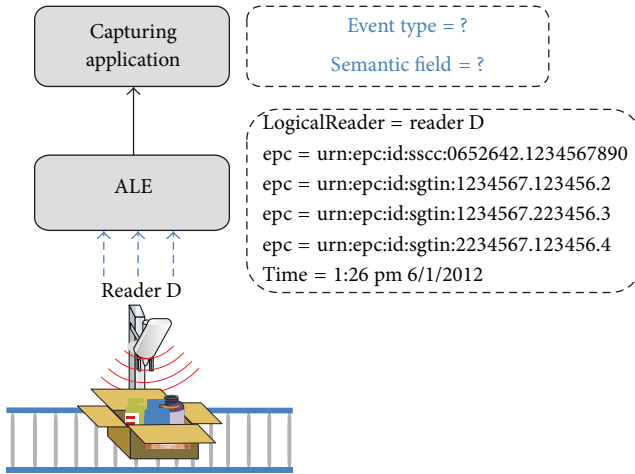 Capturing
application
Event type = ?
Semantic field = ?
ALE
LogicalReader = reader D
epc = urn:epc:id:sscc:0652642.1234567890
epc = urn:epc:id:sgtin:1234567.123456.2
epc = urn:epc:id:sgtin:1234567.223456.3
epc = urn:epc:id:sgtin:2234567.123456.4
Time = 1:26 pm 6/1/2012
Reader D